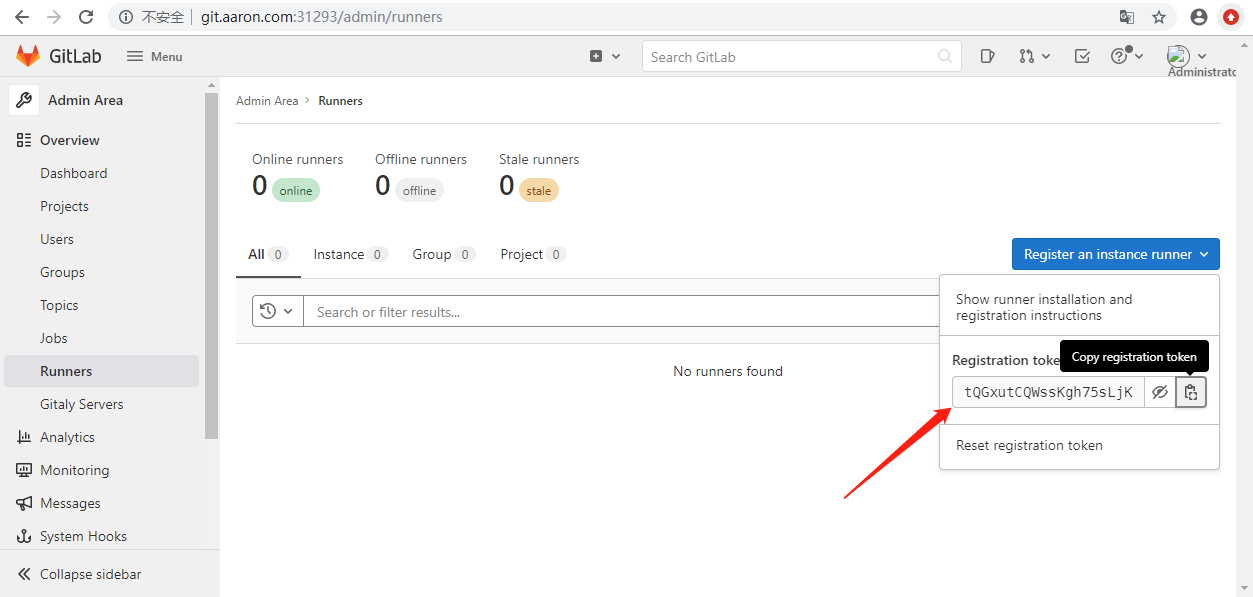 不安全 git.aaron.com:31293/admin/runners
GitLab Menu Search GitLab
Administrato
Admin Area
Overview
Dashboard
Projects
Users
Groups
Topics
Jobs
Runners
Gitaly Servers
Analytics
Monitoring
Messages
System Hooks
Collapse sidebar
Admin Area Runners
Online runners Offline runners Stale runners
0 online 0 offline 0 stale
All 0 Instance 0 Group 0 Project 0 Register an instance runner
Search or filter results...
No runners found
Show runner installation and
registration instructions
Registration toke
Copy registration token
tQGxutCQWssKgh75sLjK
Reset registration token